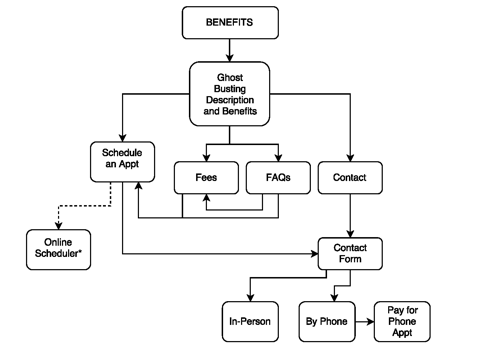 BENEFITS
Ghost
Busting
Description
and Benefits
Schedule
an Appt
Fees
FAQs
Contact
Online
Scheduler*
Contact
Form
In-Person
By Phone
Pay for
Phone
Appt